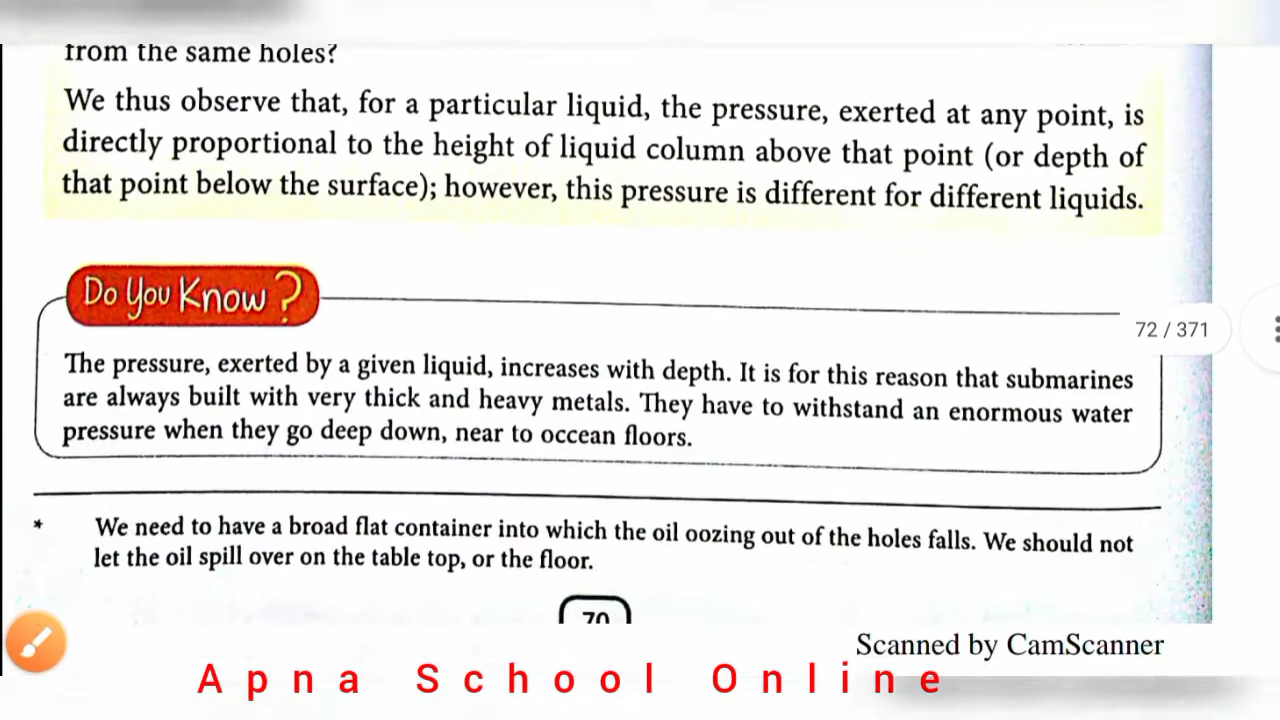 from the same holes?
We thus observe that, for a particular liquid, the pressure, exerted at any point, is
directly proportional to the height of liquid column above that point (or depth of
that point below the surface); however, this pressure is different for different liquids.
Do You Know ?
72 / 371
The pressure, exerted by a given liquid, increases with depth. It is for this reason that submarines
are always built with very thick and heavy metals. They have to withstand an enormous water
pressure when they go deep down, near to occean floors.
* We need to have a broad flat container into which the oil oozing out of the holes falls. We should not
let the oil spill over on the table top, or the floor.
70
Scanned by CamScanner
Apna School Online